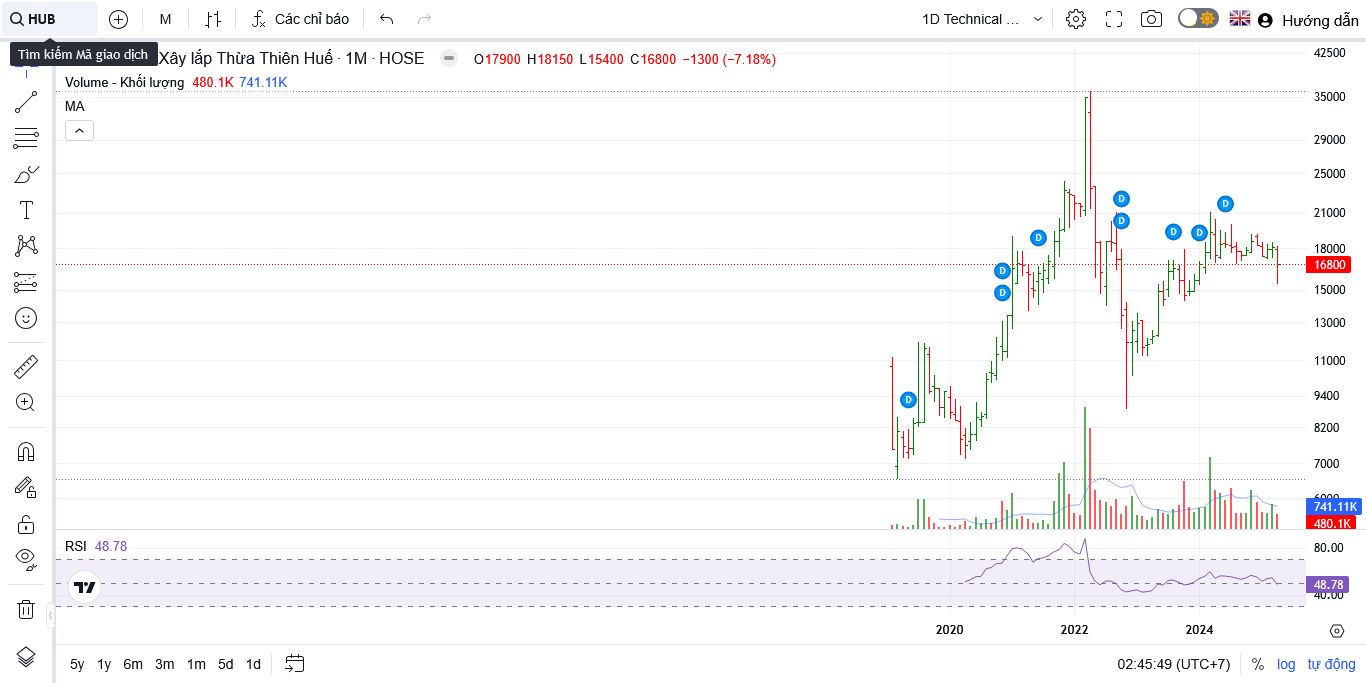 HUB
M
Các chỉ báo
1D Technical ...
Hướng dẫn
Tìm kiếm Mã giao dịch
Xây lắp Thừa Thiên Huế · 1M · HOSE
O17900 H18150 L15400 C16800 −1300 (−7.18%)
Volume - Khối lượng 480.1K 741.11K
MA
42500
35000
29000
25000
21000
18000
16800
15000
13000
11000
9400
8200
7000
6000
741.11K
480.1K
D
D
D
D
D
D
D
D
D
RSI 48.78
80.00
48.78
40.00
2020
2022
2024
5y 1y 6m 3m 1m 5d 1d
02:45:49 (UTC+7)
% log tự động